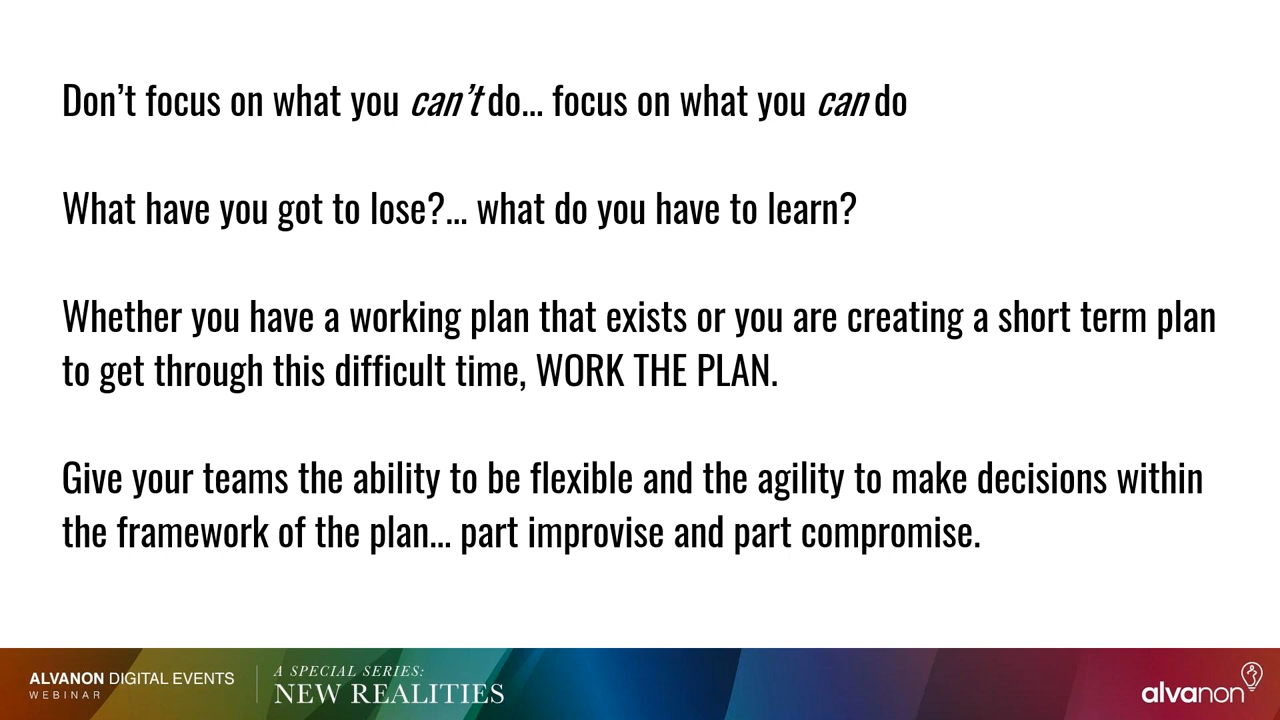 Don’t focus on what you can’t do... focus on what you can do
What have you got to lose?... what do you have to learn?
Whether you have a working plan that exists or you are creating a short term plan
to get through this difficult time, WORK THE PLAN.
Give your teams the ability to be flexible and the agility to make decisions within
the framework of the plan... part improvise and part compromise.
ALVANON DIGITAL EVENTS
WEBINAR
A SPECIAL SERIES:
NEW REALITIES
alvanon